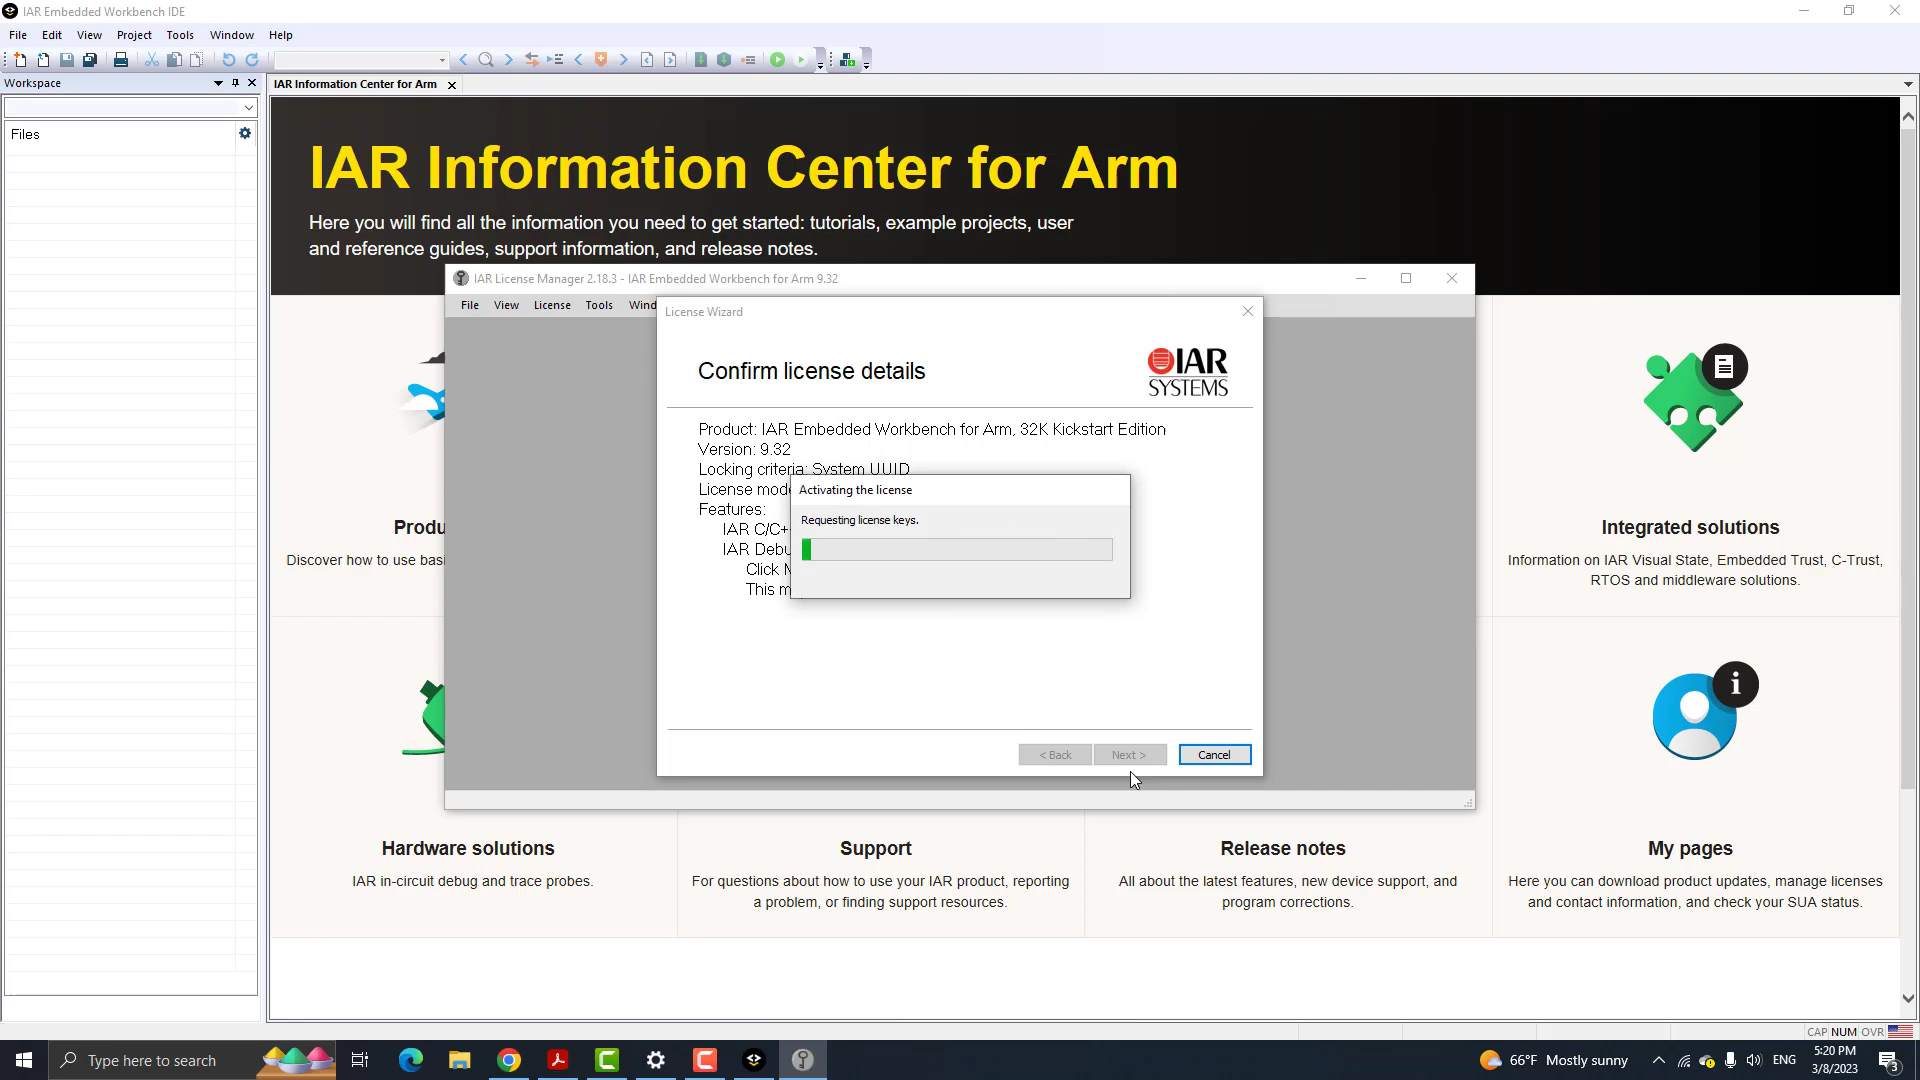 IAR Embedded Workbench IDE
File Edit View Project Tools Window Help
Workspace
IAR Information Center for Arm
Files
IAR Information Center for Arm
Here you will find all the information you need to get started: tutorials, example projects, user
and reference guides, support information, and release notes.
IAR License Manager 2.18.3 - IAR Embedded Workbench for Arm 9.32
File View License Tools Wind
License Wizard
Confirm license details
IAR
SYSTEMS
Product: IAR Embedded Workbench for Arm, 32K Kickstart Edition
Version: 9.32
Locking criteria: System UUID
License mode
Features:
IAR C/C+
IAR Debu
Click N
This m
Activating the license
Requesting license keys.
< Back Next > Cancel
Produ
Discover how to use basi
Integrated solutions
Information on IAR Visual State, Embedded Trust, C-Trust,
RTOS and middleware solutions.
Hardware solutions
IAR in-circuit debug and trace probes.
Support
For questions about how to use your IAR product, reporting
a problem, or finding support resources.
Release notes
All about the latest features, new device support, and
program corrections.
My pages
Here you can download product updates, manage licenses
and contact information, and check your SUA status.
CAP NUM OVR
Type here to search
66°F Mostly sunny
ENG
5:20 PM
3/8/2023
3